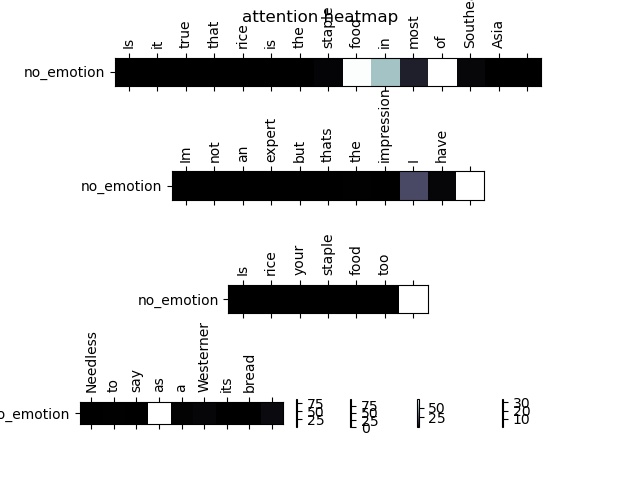 attention heatmap
Is it true that rice is the staple food in most of Southe Asia
no_emotion
Im not an expert but thats the impression I have
no_emotion
Is rice your staple food too
no_emotion
Needless to say as a Westerner its bread
o_emotion
75 50 25
75 50 25 0
50 25
30 20 10